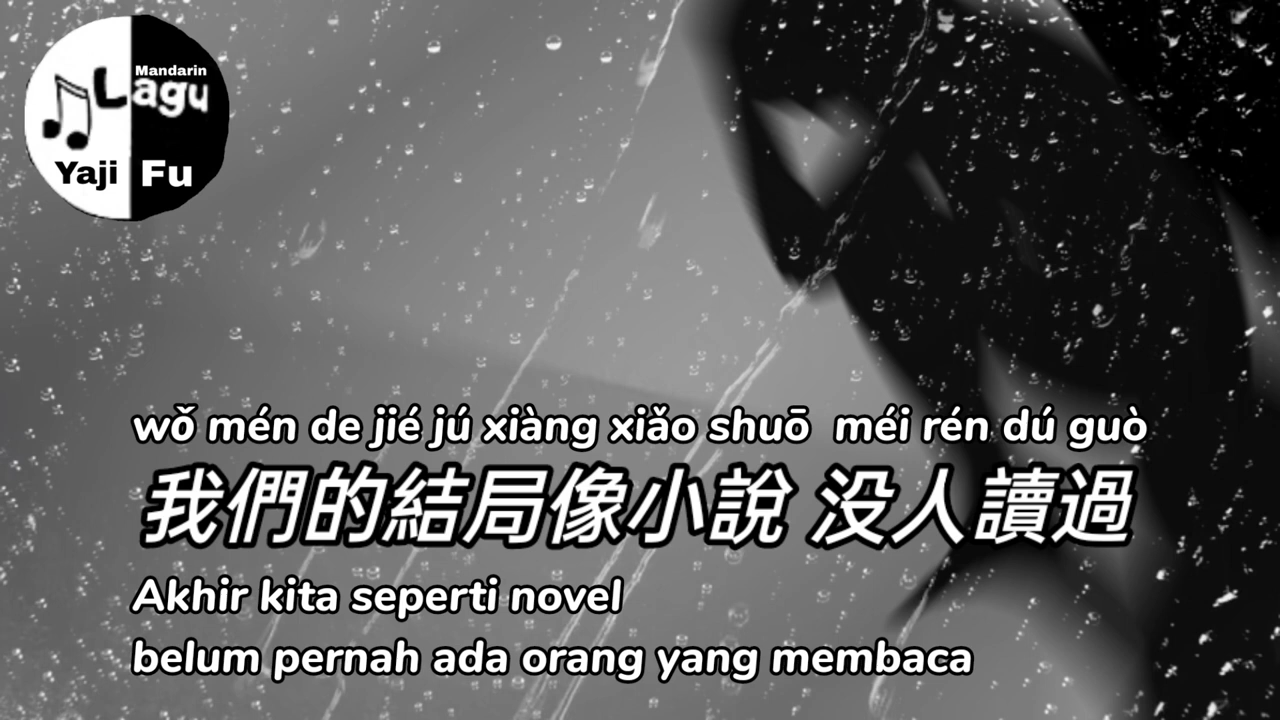 Mandarin
Lagu
Yaji Fu
wǒ mén de jié jú xiàng xiǎo shuō méi rén dú guò
我們的結局像小說 没人讀過
Akhir kita seperti novel
belum pernah ada orang yang membaca